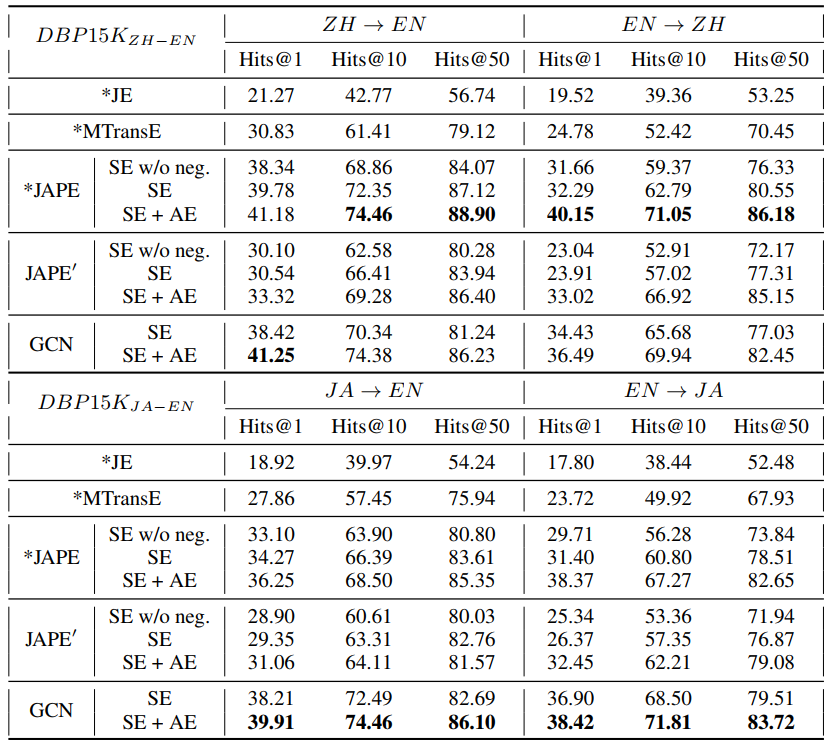 DBP15K_{ZH−EN} ZH → EN EN → ZH
Hits@1 Hits@10 Hits@50 Hits@1 Hits@10 Hits@50
*JE 21.27 42.77 56.74 19.52 39.36 53.25
*MTransE 30.83 61.41 79.12 24.78 52.42 70.45
SE w/o neg. 38.34 68.86 84.07 31.66 59.37 76.33
*JAPE SE 39.78 72.35 87.12 32.29 62.79 80.55
SE + AE 41.18 74.46 88.90 40.15 71.05 86.18
SE w/o neg. 30.10 62.58 80.28 23.04 52.91 72.17
JAPE′ SE 30.54 66.41 83.94 23.91 57.02 77.31
SE + AE 33.32 69.28 86.40 33.02 66.92 85.15
GCN SE 38.42 70.34 81.24 34.43 65.68 77.03
SE + AE 41.25 74.38 86.23 36.49 69.94 82.45
DBP15K_{JA−EN} JA → EN EN → JA
Hits@1 Hits@10 Hits@50 Hits@1 Hits@10 Hits@50
*JE 18.92 39.97 54.24 17.80 38.44 52.48
*MTransE 27.86 57.45 75.94 23.72 49.92 67.93
SE w/o neg. 33.10 63.90 80.80 29.71 56.28 73.84
*JAPE SE 34.27 66.39 83.61 31.40 60.80 78.51
SE + AE 36.25 68.50 85.35 38.37 67.27 82.65
SE w/o neg. 28.90 60.61 80.03 25.34 53.36 71.94
JAPE′ SE 29.35 63.31 82.76 26.37 57.35 76.87
SE + AE 31.06 64.11 81.57 32.45 62.21 79.08
GCN SE 38.21 72.49 82.69 36.90 68.50 79.51
SE + AE 39.91 74.46 86.10 38.42 71.81 83.72